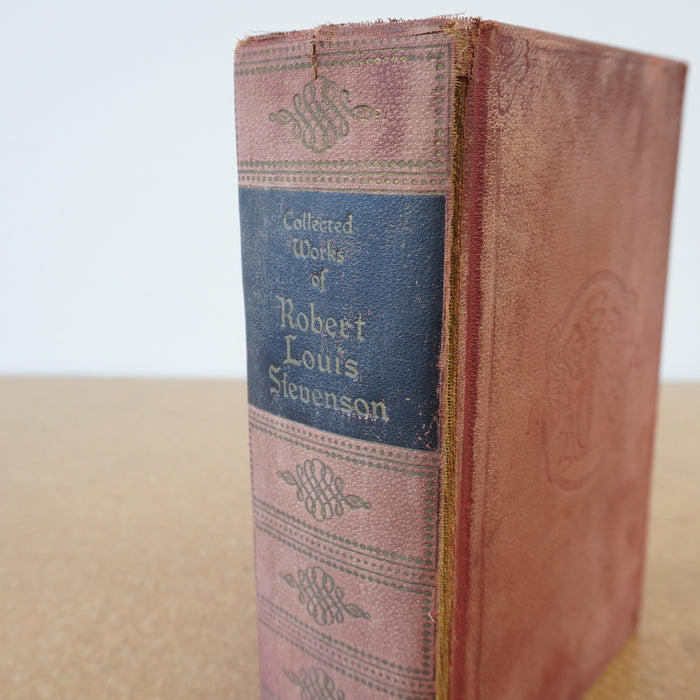 Collected
Works
of
Robert
Louis
Stevenson